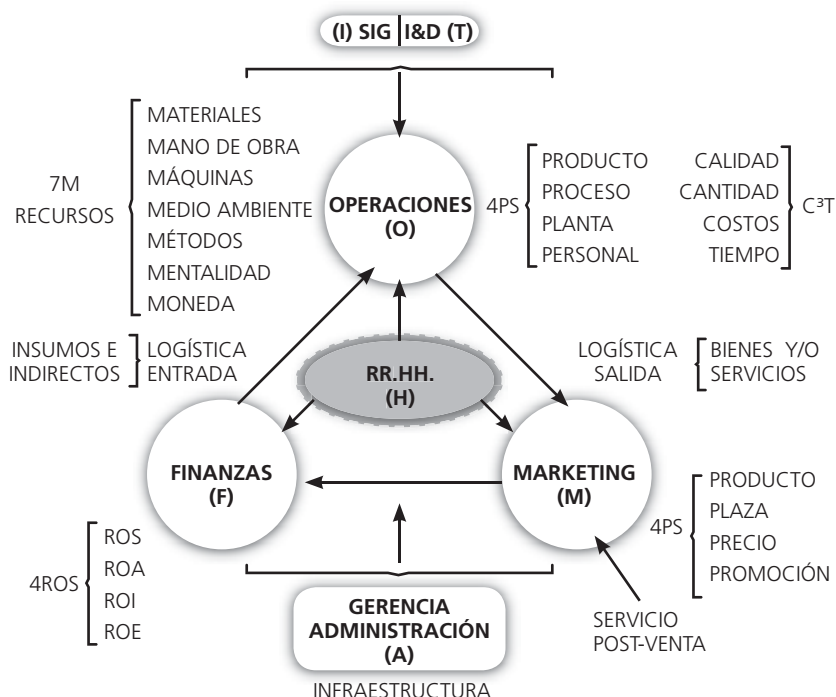 (I) SIG I&D (T)
7M
RECURSOS
MATERIALES
MANO DE OBRA
MÁQUINAS
MEDIO AMBIENTE
MÉTODOS
MENTALIDAD
MONEDA
OPERACIONES
(O)
4PS
PRODUCTO
PROCESO
PLANTA
PERSONAL
CALIDAD
CANTIDAD
COSTOS
TIEMPO
C³T
INSUMOS E
INDIRECTOS
LOGÍSTICA
ENTRADA
RR.HH.
(H)
LOGÍSTICA
SALIDA
BIENES Y/O
SERVICIOS
FINANZAS
(F)
MARKETING
(M)
4PS
PRODUCTO
PLAZA
PRECIO
PROMOCIÓN
4ROS
ROS
ROA
ROI
ROE
GERENCIA
ADMINISTRACIÓN
(A)
SERVICIO
POST-VENTA
INFRAESTRUCTURA